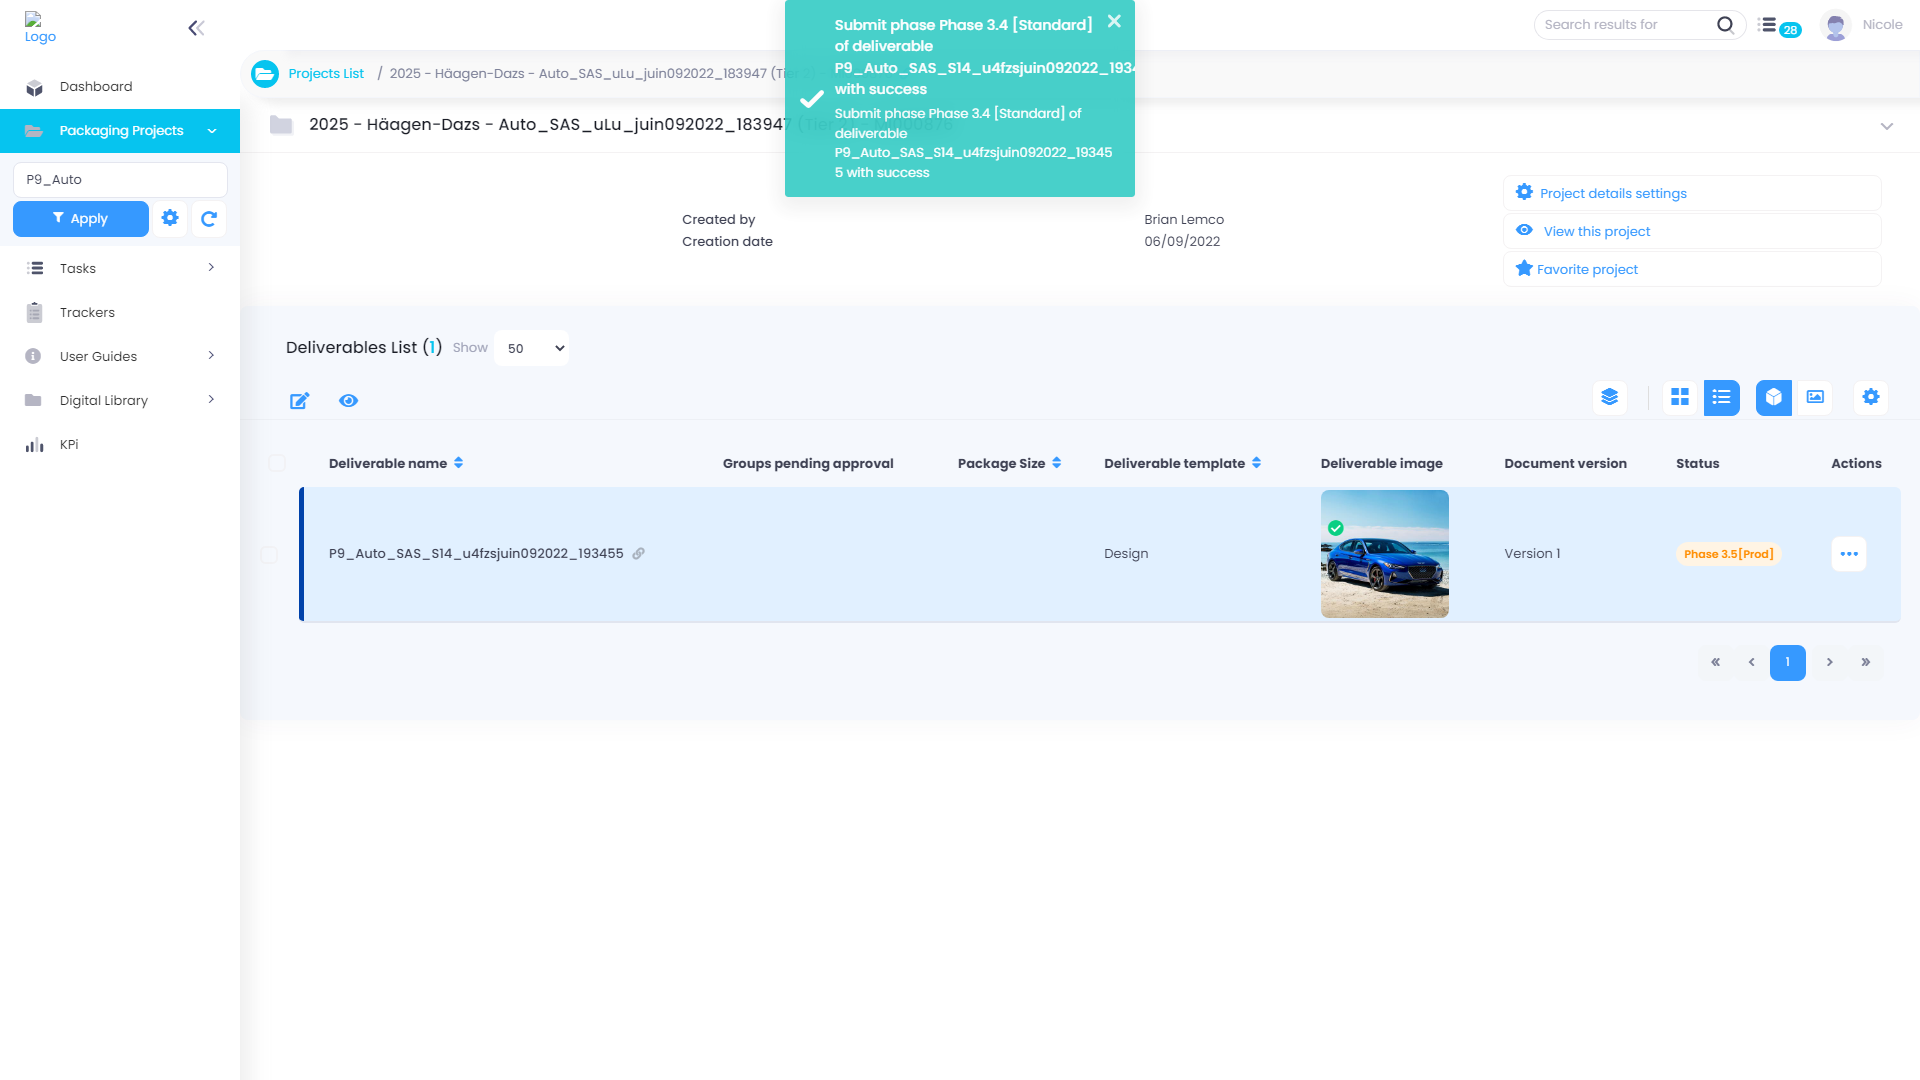 Logo
Submit phase Phase 3.4 [Standard]
of deliverable
P9_Auto_SAS_S14_u4fzsjuin092022_193
with success
Submit phase Phase 3.4 [Standard] of
deliverable
P9_Auto_SAS_S14_u4fzsjuin092022_19345
5 with success
Search results for
28
Nicole
Projects List / 2025 - Häagen-Dazs - Auto_SAS_uLu_juin092022_183947 (Tier
2025 - Häagen-Dazs - Auto_SAS_uLu_juin092022_183947 (Tier
Dashboard
Packaging Projects
P9_Auto
Apply
Tasks
Trackers
User Guides
Digital Library
KPi
Created by Brian Lemco
Creation date 06/09/2022
Project details settings
View this project
Favorite project
Deliverables List (1) Show 50
Deliverable name Groups pending approval Package Size Deliverable template Deliverable image Document version Status Actions
P9_Auto_SAS_S14_u4fzsjuin092022_193455 Design Version 1 Phase 3.5[Prod]
« ‹ 1 › »